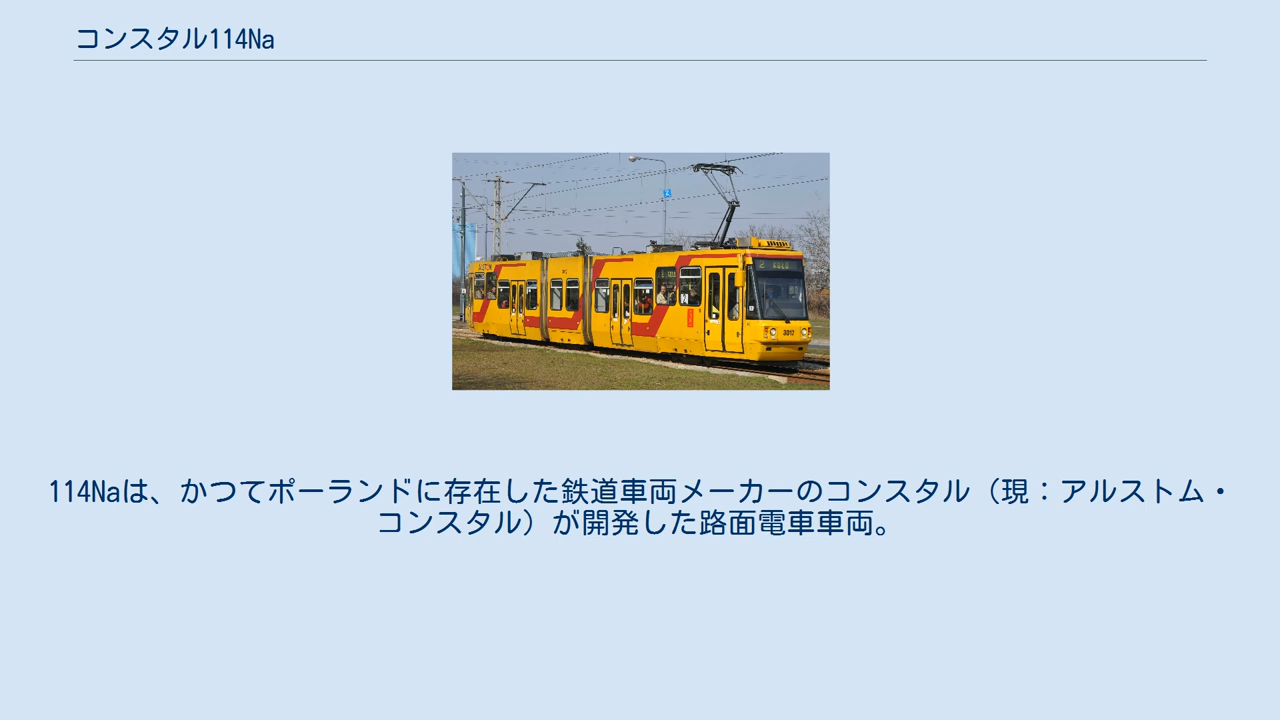 コンスタル114Na
2
3012
114Naは、かつてポーランドに存在した鉄道車両メーカーのコンスタル（現：アルストム・
コンスタル）が開発した路面電車車両。